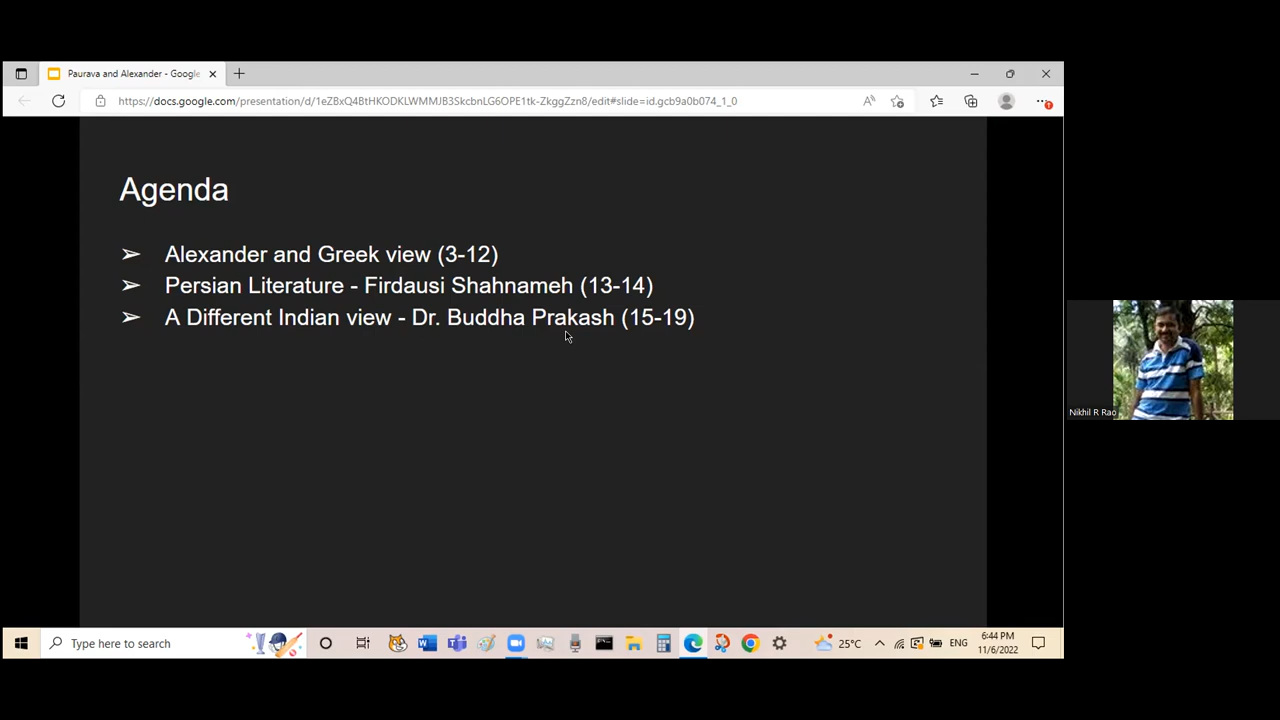 Paurava and Alexander - Google
https://docs.google.com/presentation/d/1eZBxQ4BtHKODKLWMMJB3SkcbnLG6OPE1tk-ZkggZzn8/edit#slide=id.gcb9a0b074_1_0
Agenda
➢ Alexander and Greek view (3-12)
➢ Persian Literature - Firdausi Shahnameh (13-14)
➢ A Different Indian view - Dr. Buddha Prakash (15-19)
Nikhil R Rao
Type here to search
25°C
ENG
6:44 PM
11/6/2022